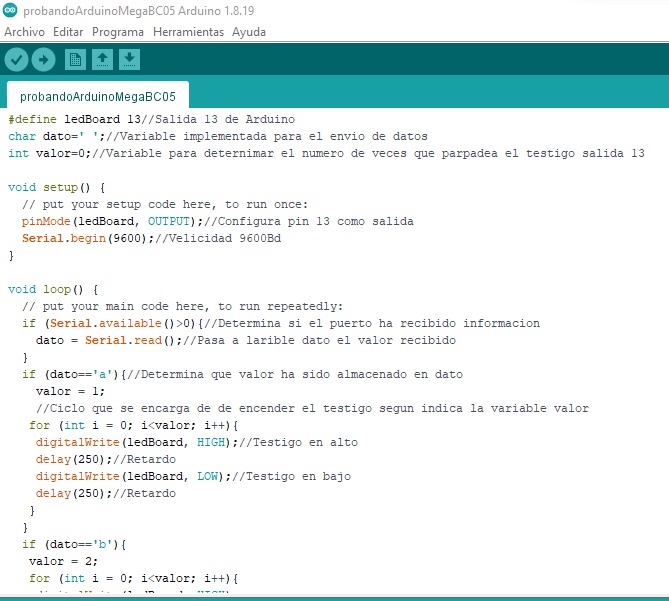 probandoArduinoMegaBC05 Arduino 1.8.19
Archivo Editar Programa Herramientas Ayuda
probandoArduinoMegaBC05
#define ledBoard 13//Salida 13 de Arduino
char dato=' ';//Variable implementada para el envio de datos
int valor=0;//Variable para deternimar el numero de veces que parpadea el testigo salida 13
void setup() {
// put your setup code here, to run once:
pinMode(ledBoard, OUTPUT);//Configura pin 13 como salida
Serial.begin(9600);//Velicidad 9600Bd
}
void loop() {
// put your main code here, to run repeatedly:
if (Serial.available()>0){//Determina si el puerto ha recibido informacion
dato = Serial.read();//Pasa a larible dato el valor recibido
}
if (dato=='a'){//Determina que valor ha sido almacenado en dato
valor = 1;
//Ciclo que se encarga de de encender el testigo segun indica la variable valor
for (int i = 0; i<valor; i++){
digitalWrite(ledBoard, HIGH);//Testigo en alto
delay(250);//Retardo
digitalWrite(ledBoard, LOW);//Testigo en bajo
delay(250);//Retardo
}
}
if (dato=='b'){
valor = 2;
for (int i = 0; i<valor; i++){